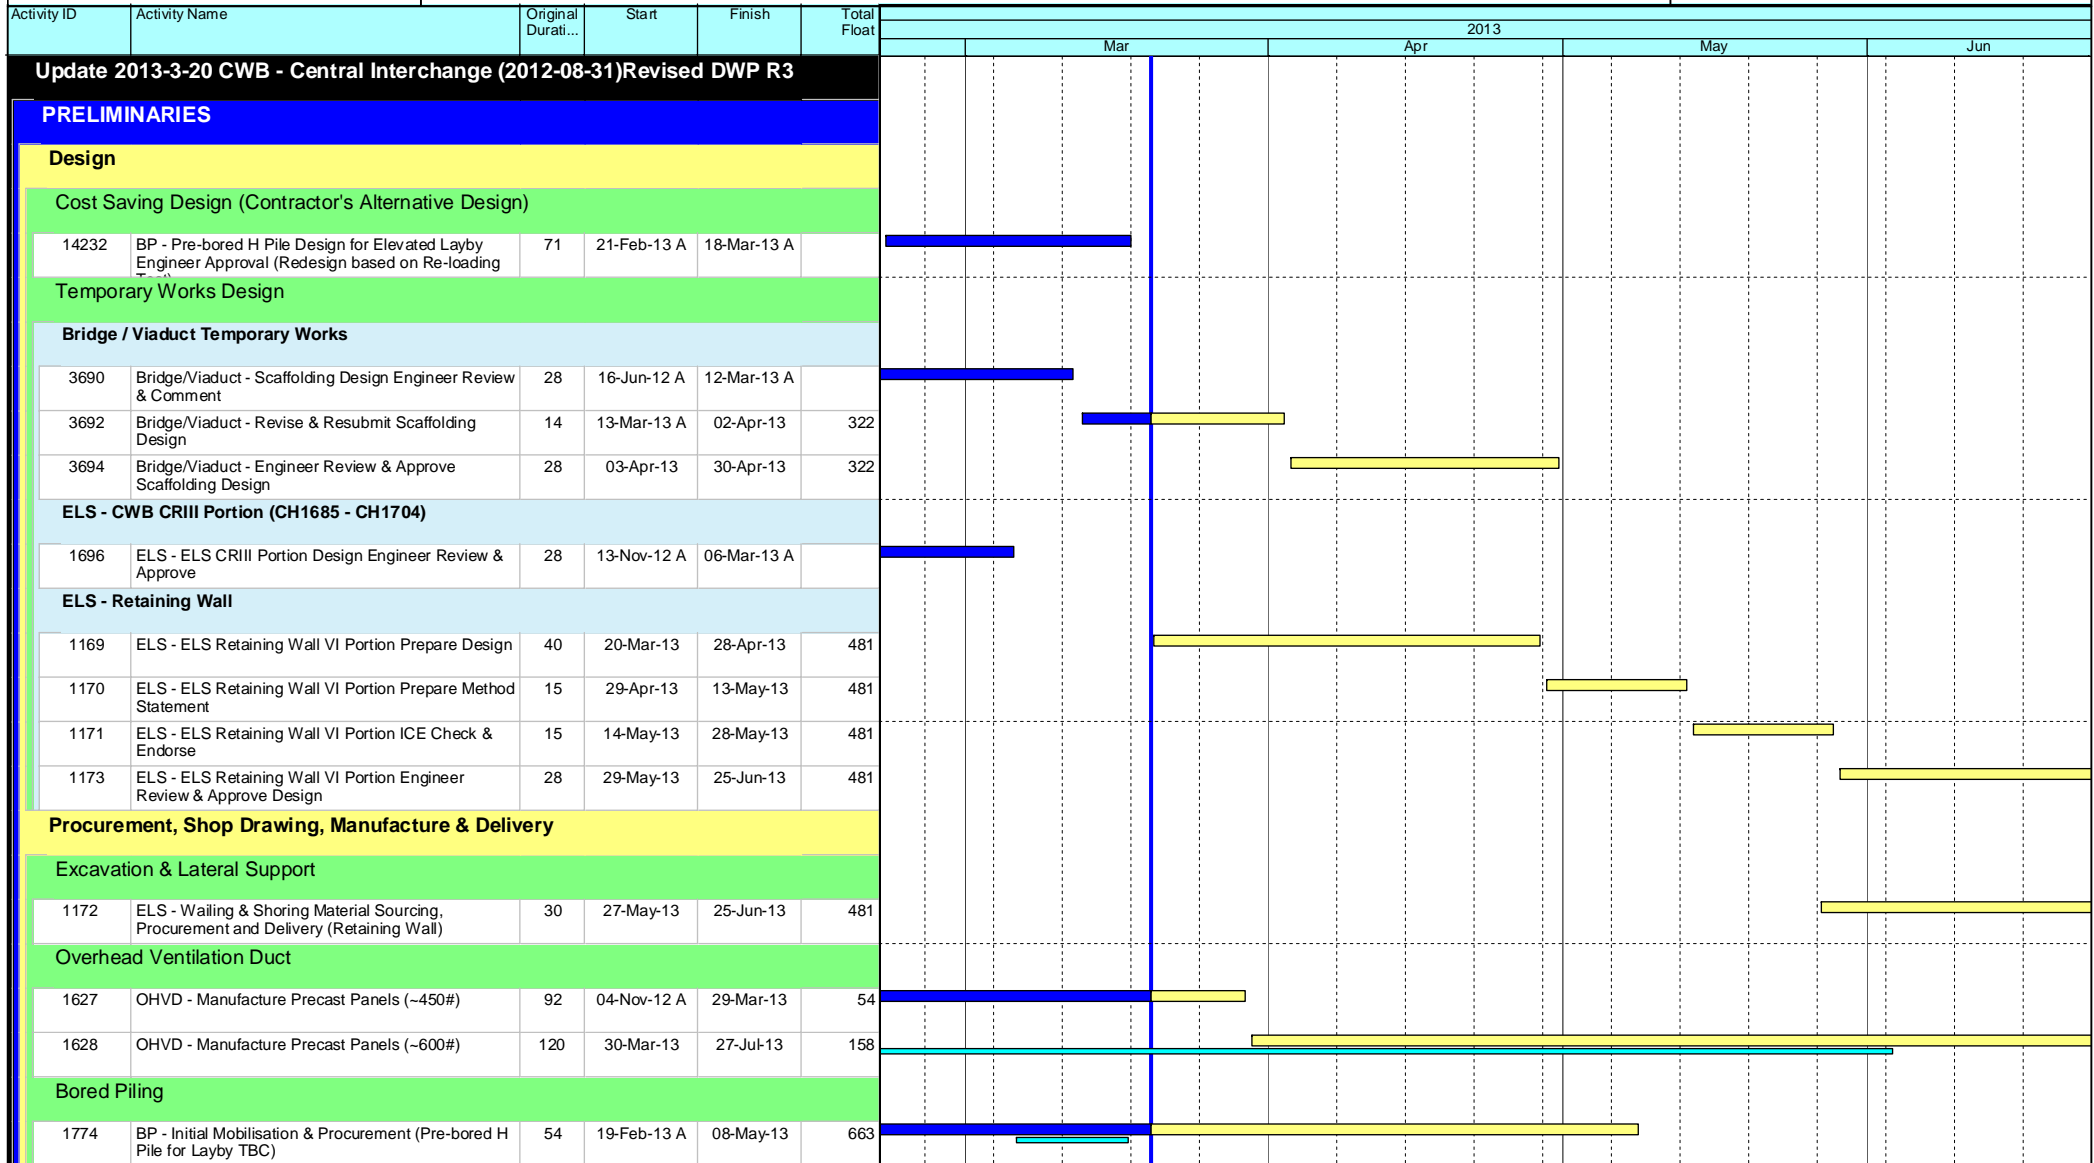 Activity ID Activity Name Original Start Finish Total
Durati... Float
2013
Mar Apr May Jun
Update 2013-3-20 CWB - Central Interchange (2012-08-31)Revised DWP R3
PRELIMINARIES
Design
Cost Saving Design (Contractor's Alternative Design)
14232 BP - Pre-bored H Pile Design for Elevated Layby 71 21-Feb-13 A 18-Mar-13 A
Engineer Approval (Redesign based on Re-loading
Temporary Works Design
Bridge / Viaduct Temporary Works
3690 Bridge/Viaduct - Scaffolding Design Engineer Review 28 16-Jun-12 A 12-Mar-13 A
& Comment
3692 Bridge/Viaduct - Revise & Resubmit Scaffolding 14 13-Mar-13 A 02-Apr-13 322
Design
3694 Bridge/Viaduct - Engineer Review & Approve 28 03-Apr-13 30-Apr-13 322
Scaffolding Design
ELS - CWB CRIII Portion (CH1685 - CH1704)
1696 ELS - ELS CRIII Portion Design Engineer Review & 28 13-Nov-12 A 06-Mar-13 A
Approve
ELS - Retaining Wall
1169 ELS - ELS Retaining Wall VI Portion Prepare Design 40 20-Mar-13 28-Apr-13 481
1170 ELS - ELS Retaining Wall VI Portion Prepare Method 15 29-Apr-13 13-May-13 481
Statement
1171 ELS - ELS Retaining Wall VI Portion ICE Check & 15 14-May-13 28-May-13 481
Endorse
1173 ELS - ELS Retaining Wall VI Portion Engineer 28 29-May-13 25-Jun-13 481
Review & Approve Design
Procurement, Shop Drawing, Manufacture & Delivery
Excavation & Lateral Support
1172 ELS - Wailing & Shoring Material Sourcing, 30 27-May-13 25-Jun-13 481
Procurement and Delivery (Retaining Wall)
Overhead Ventilation Duct
1627 OHVD - Manufacture Precast Panels (~450#) 92 04-Nov-12 A 29-Mar-13 54
1628 OHVD - Manufacture Precast Panels (~600#) 120 30-Mar-13 27-Jul-13 158
Bored Piling
1774 BP - Initial Mobilisation & Procurement (Pre-bored H 54 19-Feb-13 A 08-May-13 663
Pile for Layby TBC)